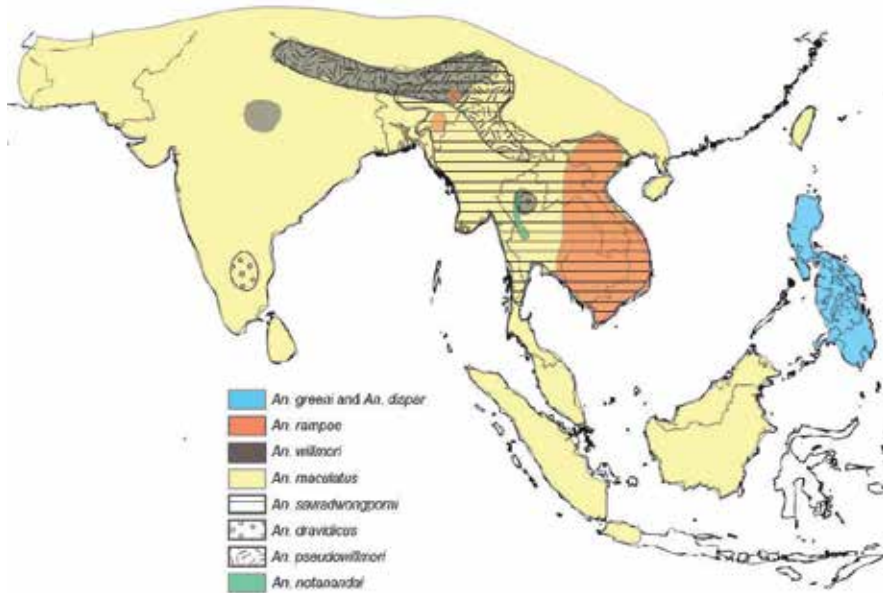 An. greeni and An. dispar
An. rampae
An. willmori
An. maculatus
An. sawadwongporni
An. dravidicus
An. pseudowillmori
An. notanandai